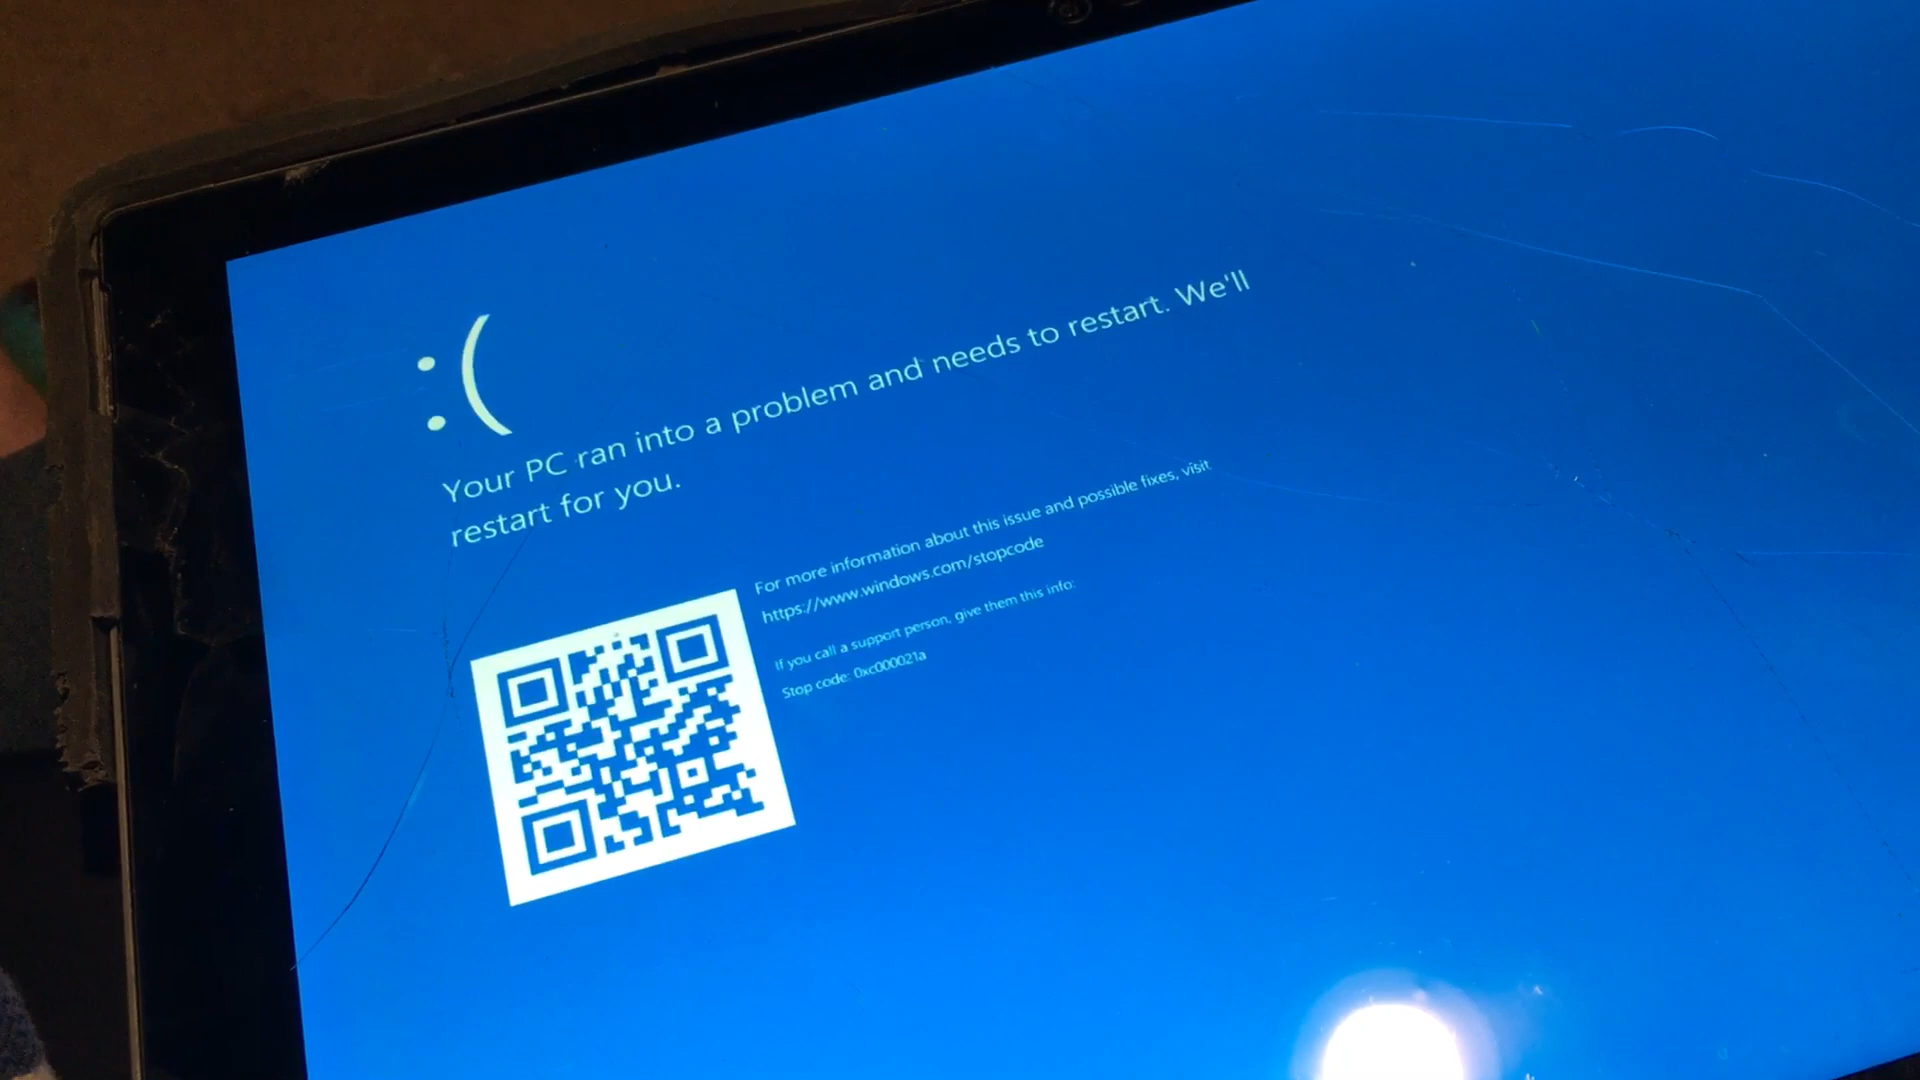 :(
Your PC ran into a problem and needs to restart. We'll
restart for you.
For more information about this issue and possible fixes, visit
https://www.windows.com/stopcode
If you call a support person, give them this info:
Stop code: 0xc000021a